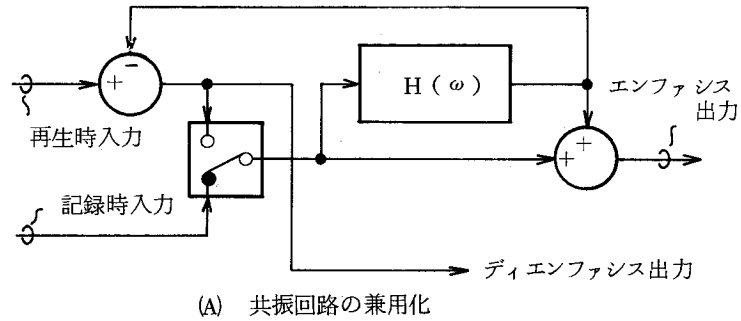 −
+
H(ω)
エンファシス
出力
再生時入力
+
+
記録時入力
ディエンファシス出力
(A) 共振回路の兼用化